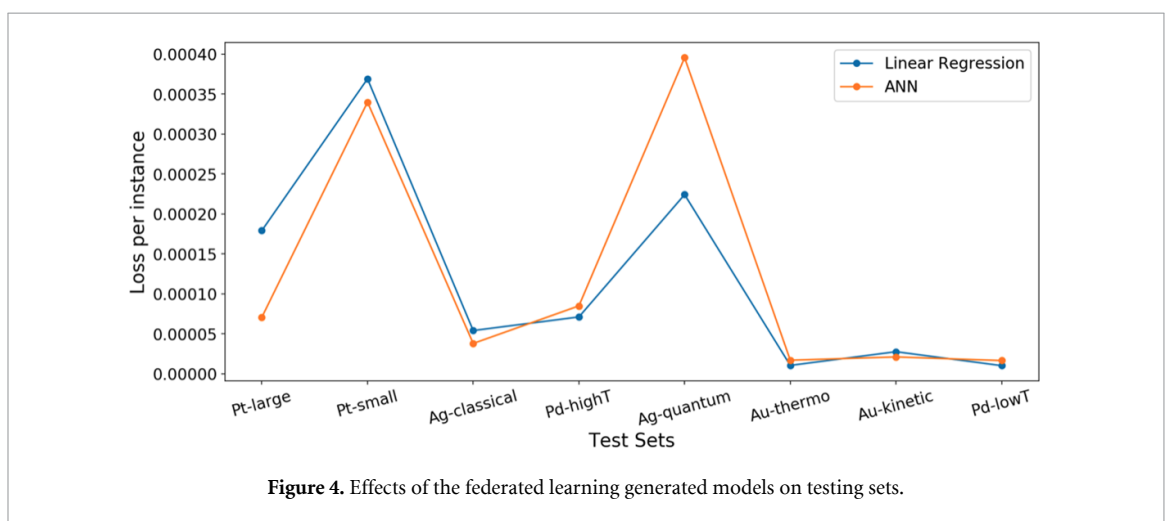 Linear Regression
ANN
Loss per instance
0.00040
0.00035
0.00030
0.00025
0.00020
0.00015
0.00010
0.00005
0.00000
Pt-large
Pt-small
Ag-classical
Pd-highT
Ag-quantum
Au-thermo
Au-kinetic
Pd-lowT
Test Sets
Figure 4. Effects of the federated learning generated models on testing sets.